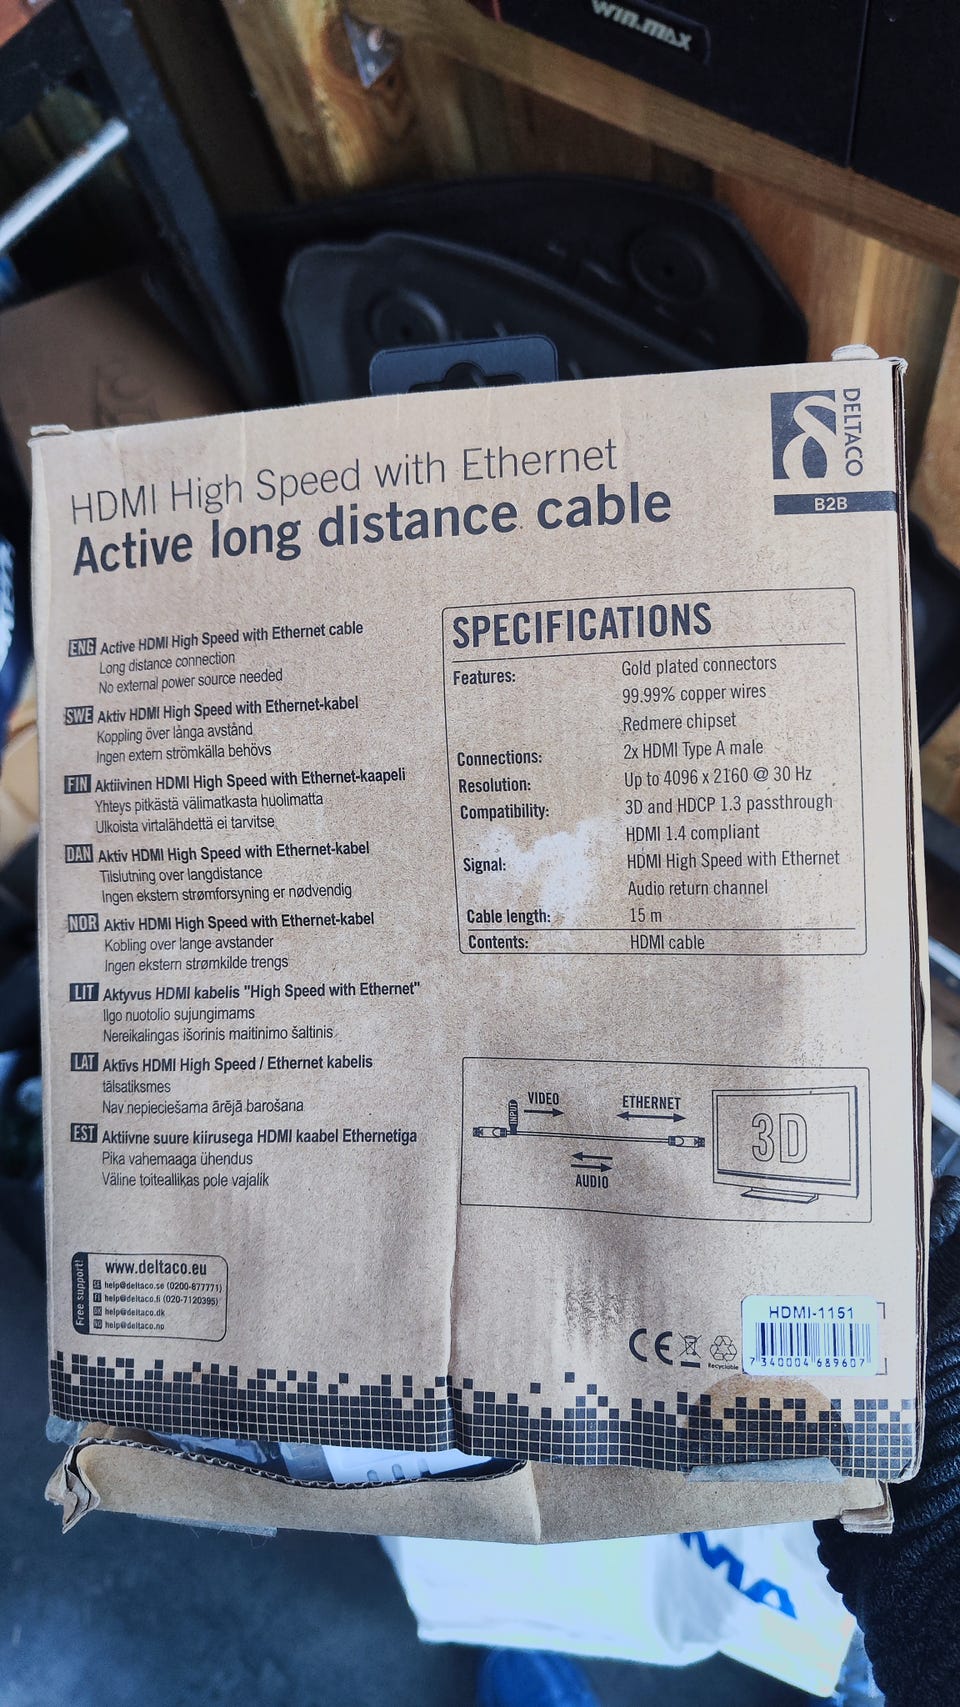 WIN.MAX
DELTACO
B2B
HDMI High Speed with Ethernet
Active long distance cable
ENG Active HDMI High Speed with Ethernet cable
Long distance connection
No external power source needed
SWE Aktiv HDMI High Speed with Ethernet-kabel
Koppling över långa avstånd
Ingen extern strömkälla behövs
FIN Aktiivinen HDMI High Speed with Ethernet-kaapeli
Yhteys pitkästä välimatkasta huolimatta
Ulkoista virtalähdettä ei tarvitse
DAN Aktiv HDMI High Speed with Ethernet-kabel
Tilslutning over langdistance
Ingen ekstern strømforsyning er nødvendig
NOR Aktiv HDMI High Speed with Ethernet-kabel
Kobling over lange avstander
Ingen ekstern strømkilde trengs
LIT Aktyvus HDMI kabelis "High Speed with Ethernet"
Ilgo nuotolio sujungimams
Nereikalingas išorinis maitinimo šaltinis
LAT Aktīvs HDMI High Speed / Ethernet kabelis
tālsatiksmes
Nav nepieciešama ārējā barošana
EST Aktiivne suure kiirusega HDMI kaabel Ethernetiga
Pika vahemaaga ühendus
Väline toiteallikas pole vajalik
SPECIFICATIONS
Features: Gold plated connectors
99.99% copper wires
Redmere chipset
Connections: 2x HDMI Type A male
Resolution: Up to 4096 x 2160 @ 30 Hz
Compatibility: 3D and HDCP 1.3 passthrough
HDMI 1.4 compliant
Signal: HDMI High Speed with Ethernet
Audio return channel
Cable length: 15 m
Contents: HDMI cable
INPUT
VIDEO
ETHERNET
AUDIO
3D
Free support!
www.deltaco.eu
SE help@deltaco.se (0200-877771)
FI help@deltaco.fi (020-7120395)
DK help@deltaco.dk
NO help@deltaco.no
CE
Recyclable
HDMI-1151
7 340004 689607